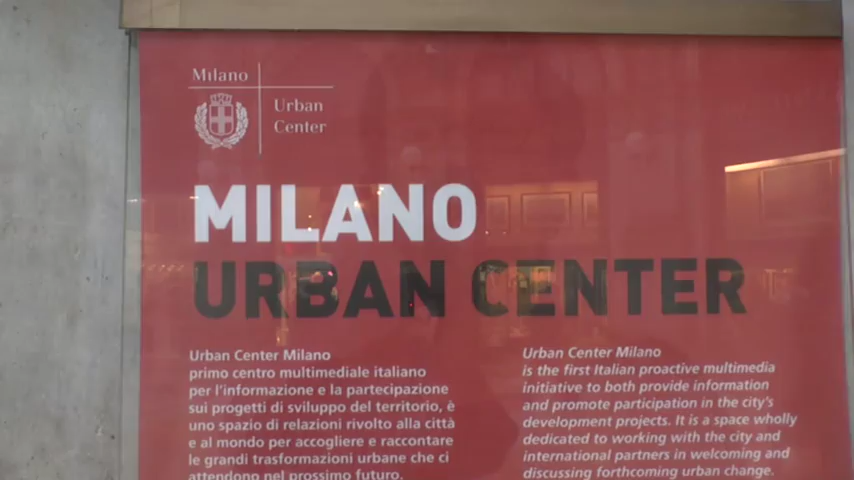 Milano
Urban
Center
MILANO
URBAN CENTER
Urban Center Milano
primo centro multimediale italiano
per l'informazione e la partecipazione
sui progetti di sviluppo del territorio, è
uno spazio di relazioni rivolto alla città
e al mondo per accogliere e raccontare
le grandi trasformazioni urbane che ci
attendono nel prossimo futuro.
Urban Center Milano
is the first Italian proactive multimedia
initiative to both provide information
and promote participation in the city's
development projects. It is a space wholly
dedicated to working with the city and
international partners in welcoming and
discussing forthcoming urban change.